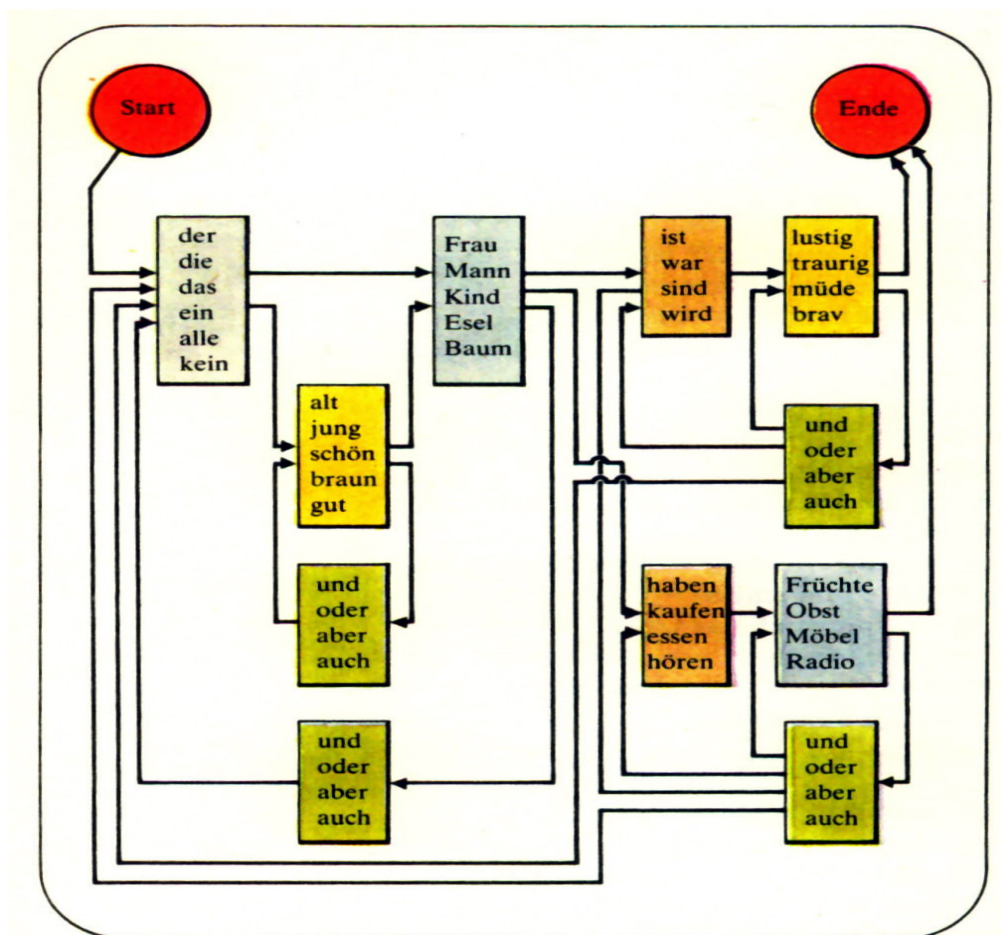 Start
Ende
der
die
das
ein
alle
kein
Frau
Mann
Kind
Esel
Baum
ist
war
sind
wird
lustig
traurig
müde
brav
alt
jung
schön
braun
gut
und
oder
aber
auch
und
oder
aber
auch
haben
kaufen
essen
hören
Früchte
Obst
Möbel
Radio
und
oder
aber
auch
und
oder
aber
auch